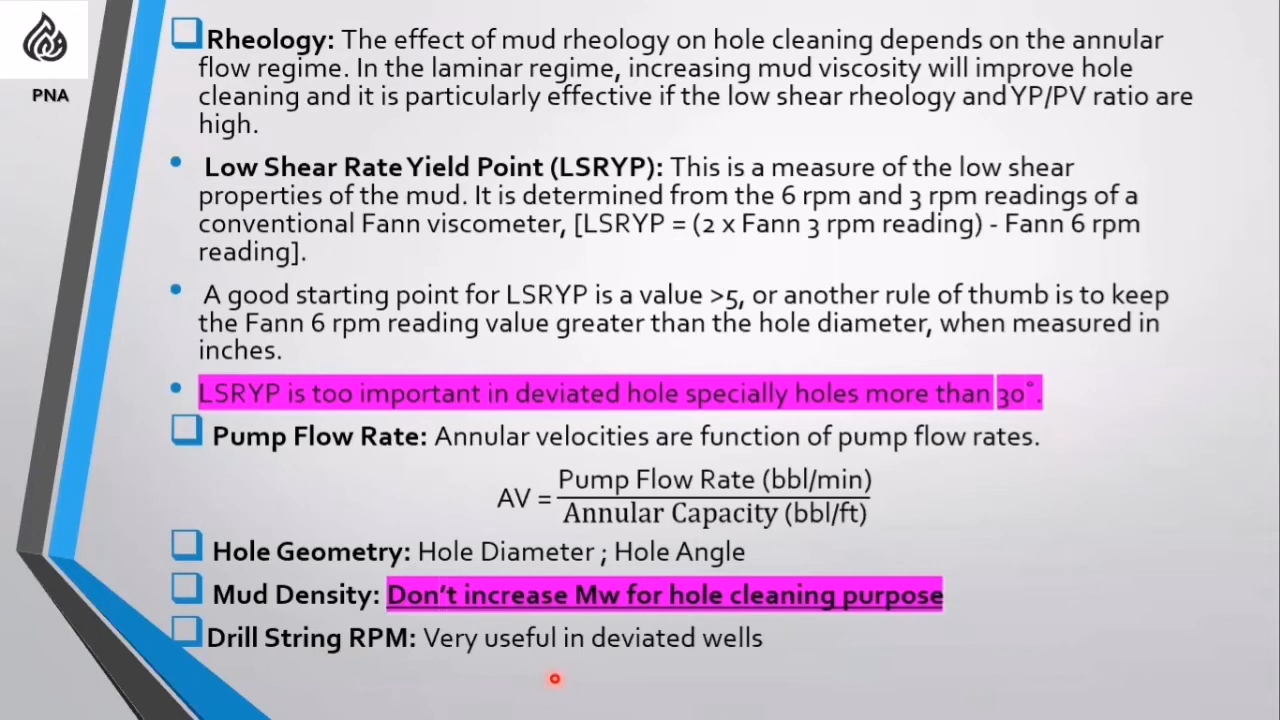 PNA
Rheology: The effect of mud rheology on hole cleaning depends on the annular
flow regime. In the laminar regime, increasing mud viscosity will improve hole
cleaning and it is particularly effective if the low shear rheology and YP/PV ratio are
high.
Low Shear Rate Yield Point (LSRYP): This is a measure of the low shear
properties of the mud. It is determined from the 6 rpm and 3 rpm readings of a
conventional Fann viscometer, [LSRYP = (2 x Fann 3 rpm reading) - Fann 6 rpm
reading].
A good starting point for LSRYP is a value >5, or another rule of thumb is to keep
the Fann 6 rpm reading value greater than the hole diameter, when measured in
inches.
LSRYP is too important in deviated hole specially holes more than 30°.
Pump Flow Rate: Annular velocities are function of pump flow rates.
Pump Flow Rate (bbl/min)
AV =
Annular Capacity (bbl/ft)
Hole Geometry: Hole Diameter ; Hole Angle
Mud Density: Don't increase Mw for hole cleaning purpose
Drill String RPM: Very useful in deviated wells